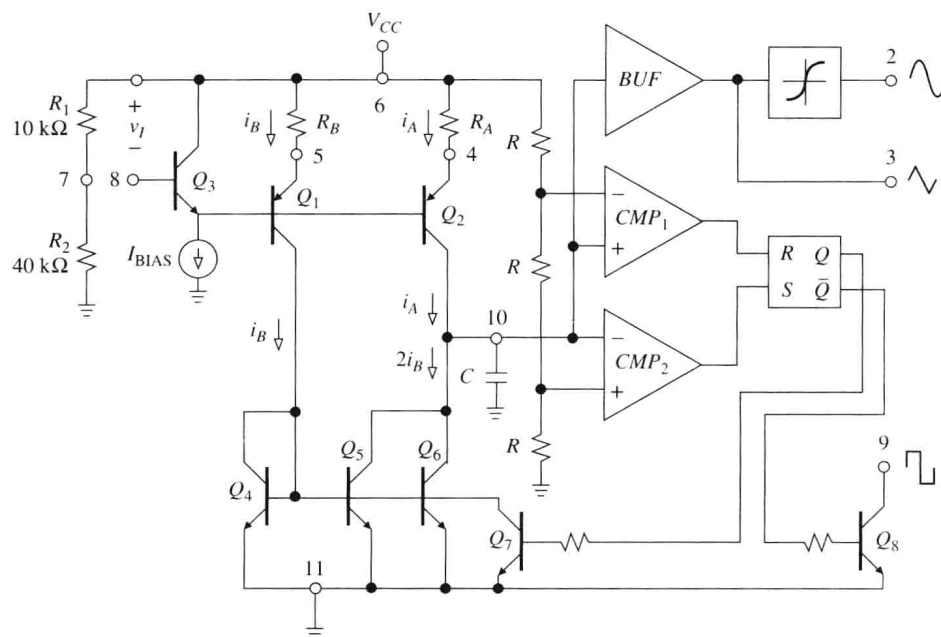 V_CC
6
R_1
10 kΩ
+
v_I
−
7
8
R_2
40 kΩ
Q_3
I_BIAS
i_B
R_B
5
Q_1
i_A
R_A
4
Q_2
R
R
R
BUF
2
3
−
CMP_1
+
−
CMP_2
+
R Q
S Q̄
i_B
i_A
10
2i_B
C
Q_4
Q_5
Q_6
Q_7
9
Q_8
11